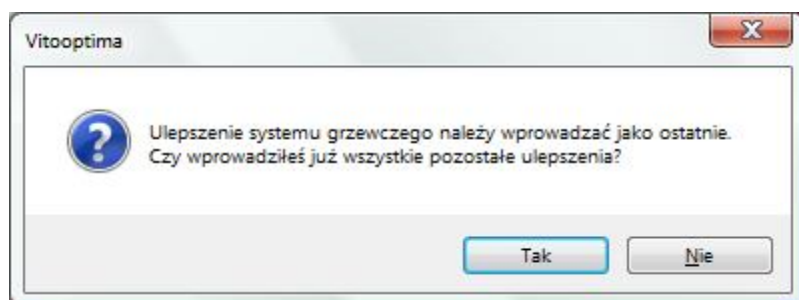 Vitooptima
Ulepszenie systemu grzewczego należy wprowadzać jako ostatnie.
Czy wprowadziłeś już wszystkie pozostałe ulepszenia?
Tak
Nie